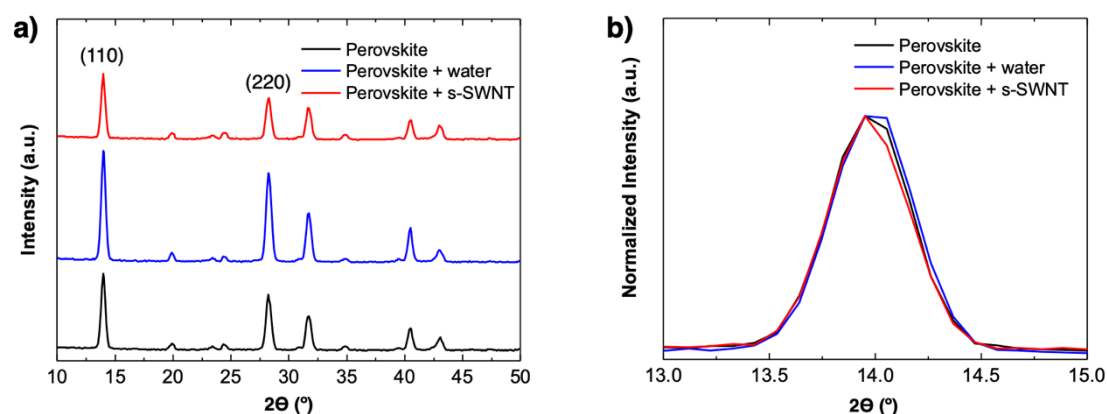 a)
(110)
(220)
Perovskite
Perovskite + water
Perovskite + s-SWNT
Intensity (a.u.)
10 15 20 25 30 35 40 45 50
2Θ (º)
b)
Perovskite
Perovskite + water
Perovskite + s-SWNT
Normalized Intensity (a.u.)
13.0 13.5 14.0 14.5 15.0
2Θ (º)